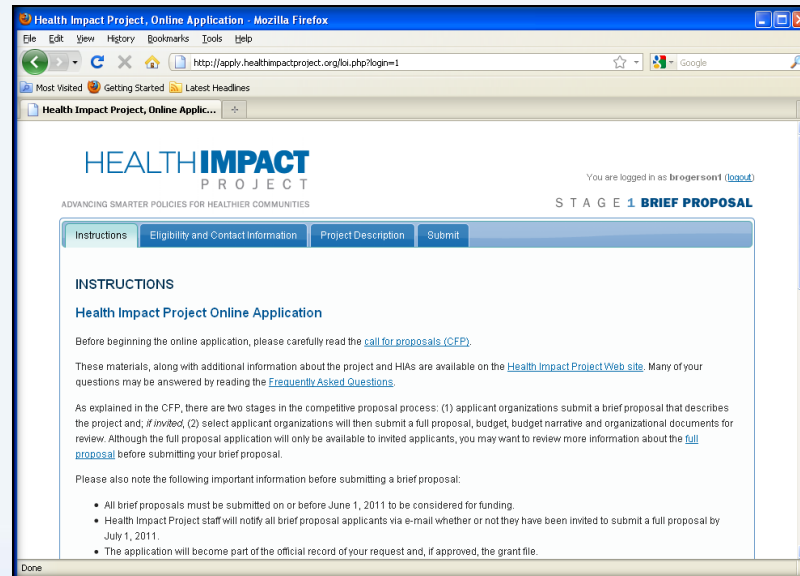 Health Impact Project, Online Application - Mozilla Firefox
File Edit View History Bookmarks Tools Help
http://apply.healthimpactproject.org/loi.php?login=1
Google
Most Visited Getting Started Latest Headlines
Health Impact Project, Online Applic...
HEALTH IMPACT
PROJECT
ADVANCING SMARTER POLICIES FOR HEALTHIER COMMUNITIES
You are logged in as brogerson1 (logout)
STAGE 1 BRIEF PROPOSAL
Instructions Eligibility and Contact Information Project Description Submit
INSTRUCTIONS
Health Impact Project Online Application
Before beginning the online application, please carefully read the call for proposals (CFP).
These materials, along with additional information about the project and HIAs are available on the Health Impact Project Web site. Many of your
questions may be answered by reading the Frequently Asked Questions.
As explained in the CFP, there are two stages in the competitive proposal process: (1) applicant organizations submit a brief proposal that describes
the project and; if invited, (2) select applicant organizations will then submit a full proposal, budget, budget narrative and organizational documents for
review. Although the full proposal application will only be available to invited applicants, you may want to review more information about the full
proposal before submitting your brief proposal.
Please also note the following important information before submitting a brief proposal:
• All brief proposals must be submitted on or before June 1, 2011 to be considered for funding.
• Health Impact Project staff will notify all brief proposal applicants via e-mail whether or not they have been invited to submit a full proposal by
July 1, 2011.
• The application will become part of the official record of your request and, if approved, the grant file.
Done